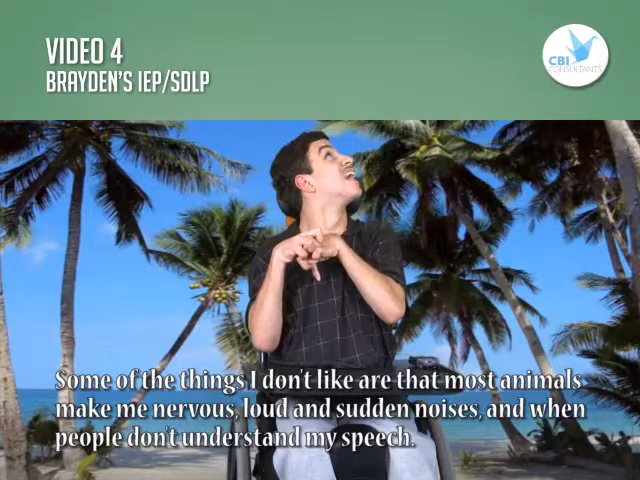 VIDEO 4
BRAYDEN'S IEP/SDLP
CBI
CONSULTANTS
Some of the things I don't like are that most animals
make me nervous, loud and sudden noises, and when
people don't understand my speech.